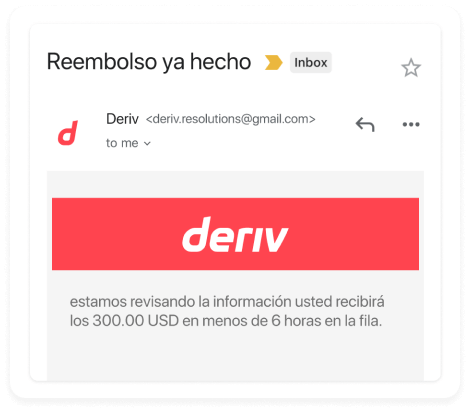 Reembolso ya hecho Inbox
Deriv <deriv.resolutions@gmail.com>
to me
deriv
estamos revisando la información usted recibirá
los 300.00 USD en menos de 6 horas en la fila.